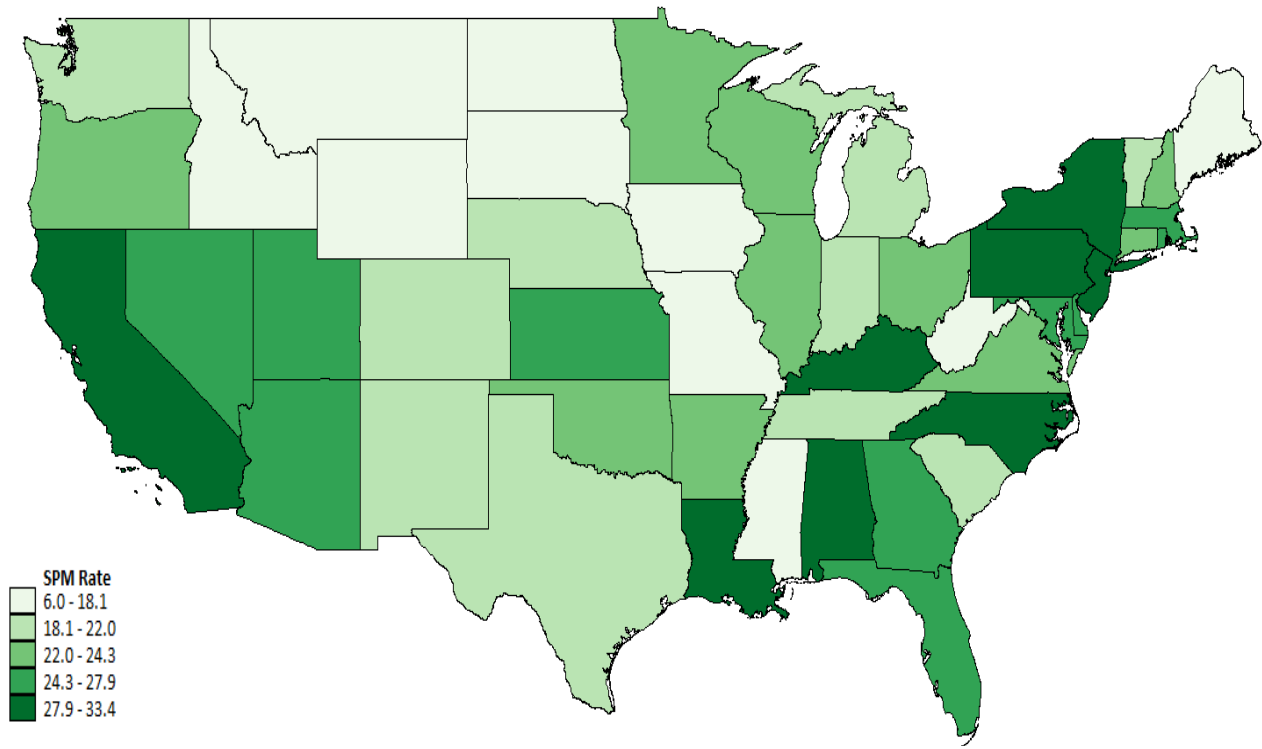 SPM Rate
6.0 - 18.1
18.1 - 22.0
22.0 - 24.3
24.3 - 27.9
27.9 - 33.4